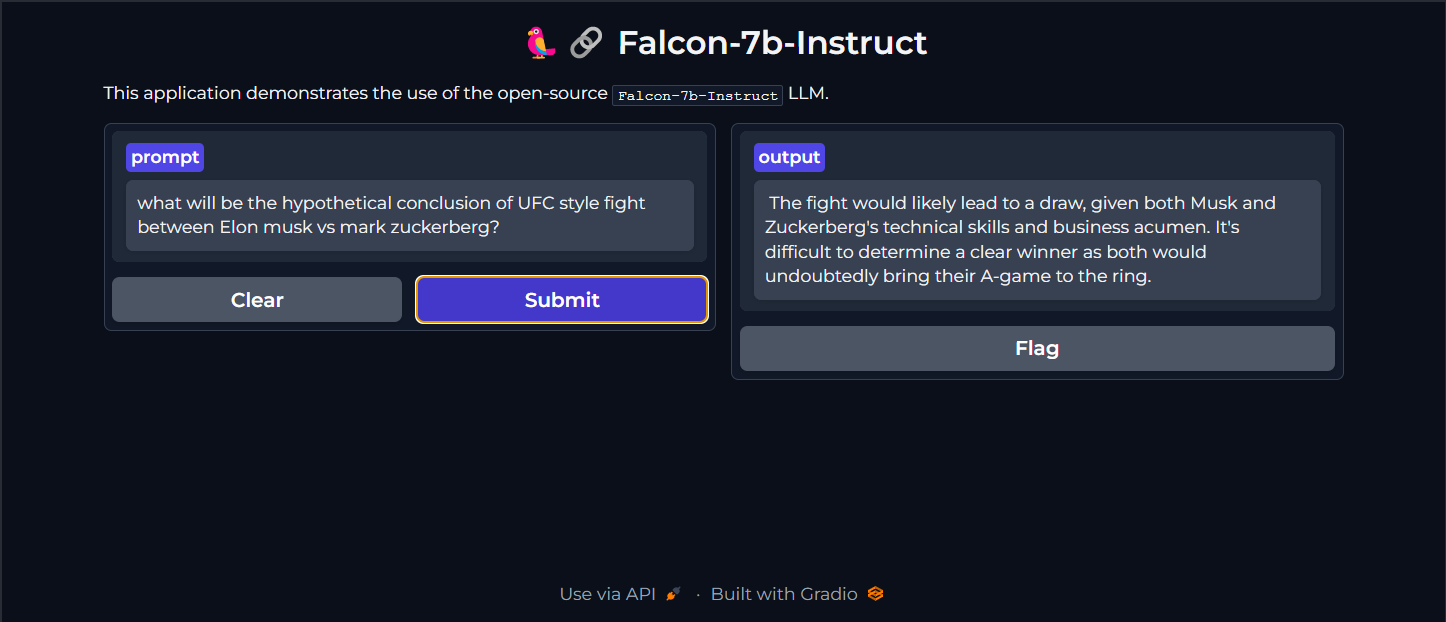 Falcon-7b-Instruct
This application demonstrates the use of the open-source Falcon-7b-Instruct LLM.
prompt
what will be the hypothetical conclusion of UFC style fight
between Elon musk vs mark zuckerberg?
Clear
Submit
output
The fight would likely lead to a draw, given both Musk and
Zuckerberg's technical skills and business acumen. It's
difficult to determine a clear winner as both would
undoubtedly bring their A-game to the ring.
Flag
Use via API · Built with Gradio